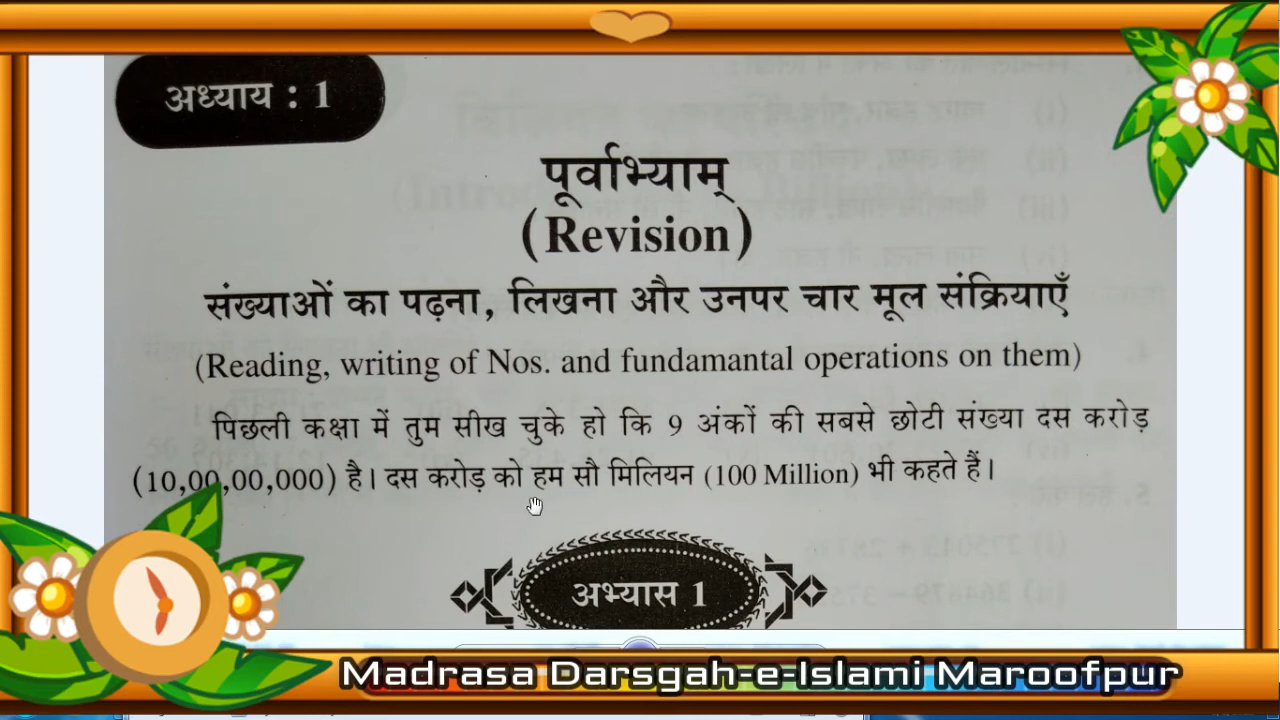 अध्याय : 1
पूर्वाभ्याम्
(Revision)
संख्याओं का पढ़ना, लिखना और उनपर चार मूल संक्रियाएँ
(Reading, writing of Nos. and fundamantal operations on them)
पिछली कक्षा में तुम सीख चुके हो कि 9 अंकों की सबसे छोटी संख्या दस करोड़
(10,00,00,000) है। दस करोड़ को हम सौ मिलियन (100 Million) भी कहते हैं।
अभ्यास 1
Madrasa Darsgah-e-Islami Maroofpur